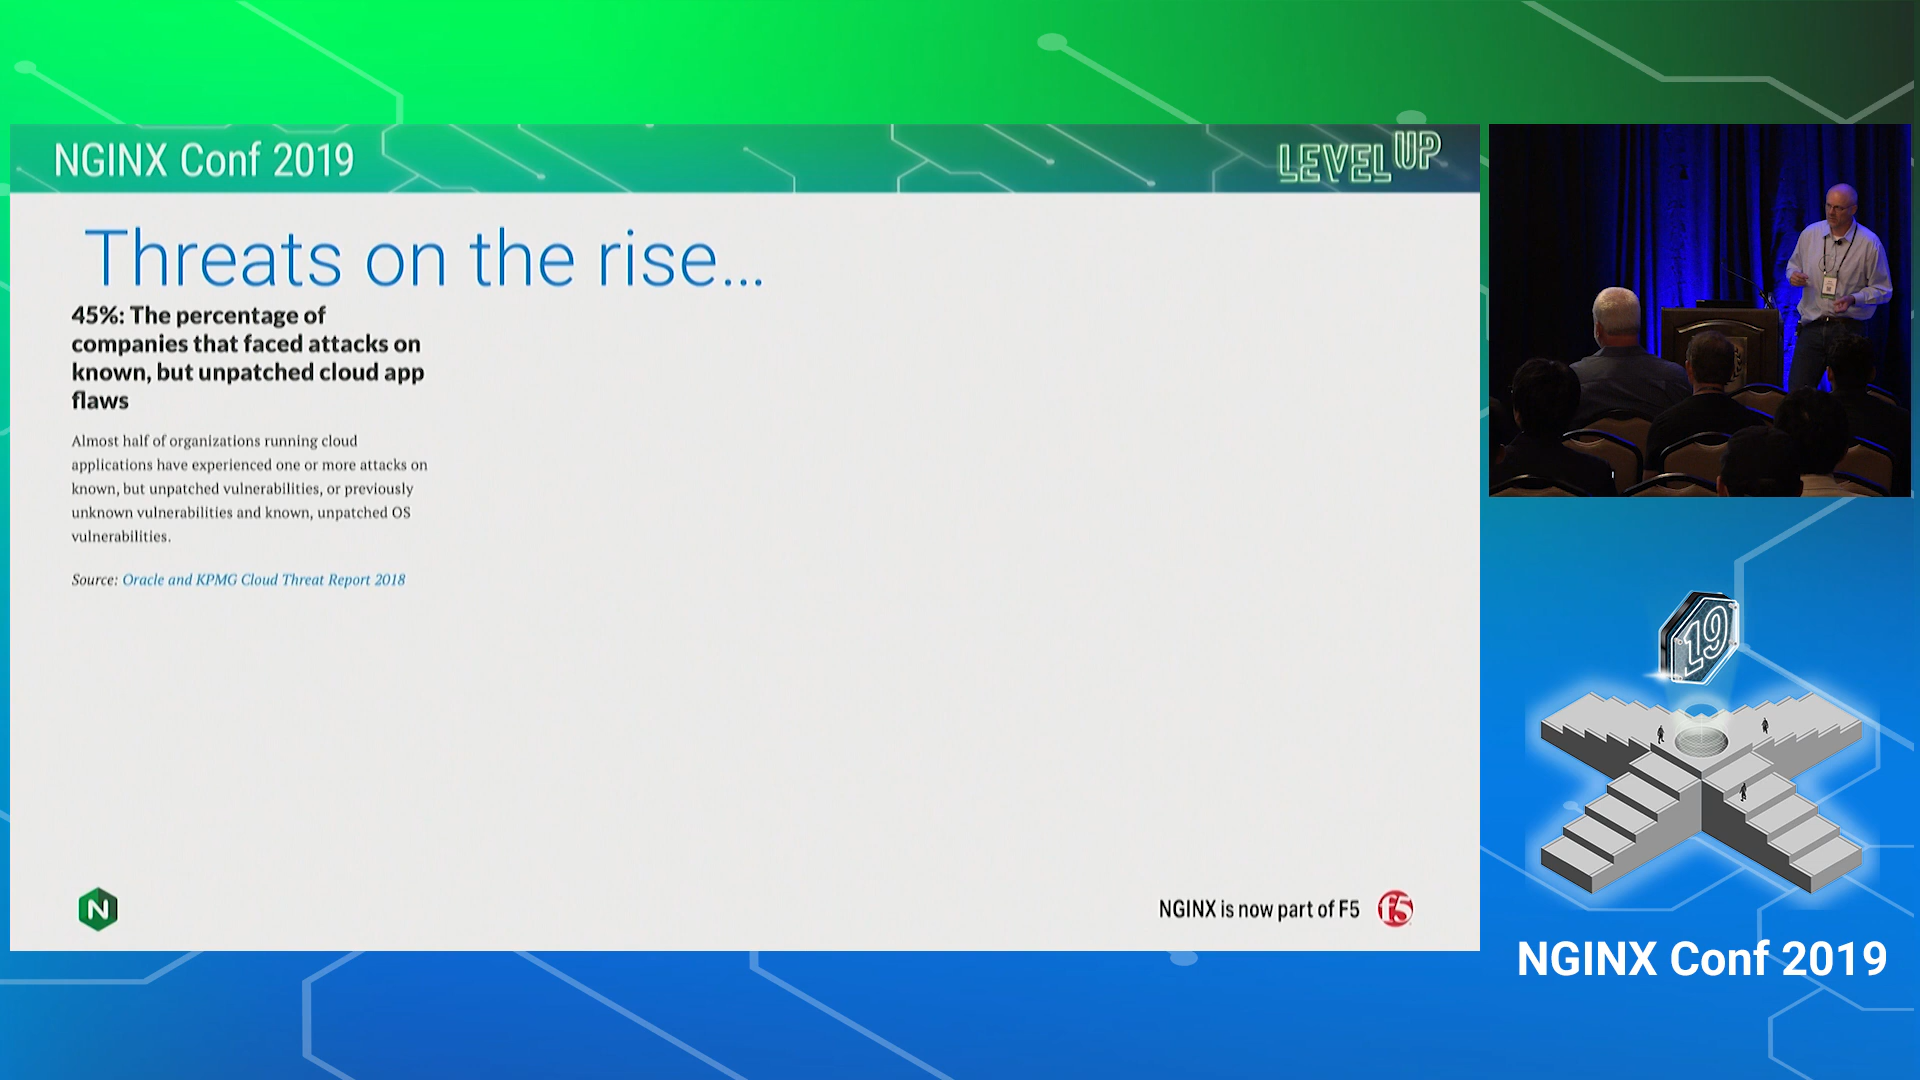 NGINX Conf 2019
LEVEL UP
Threats on the rise...
45%: The percentage of
companies that faced attacks on
known, but unpatched cloud app
flaws
Almost half of organizations running cloud
applications have experienced one or more attacks on
known, but unpatched vulnerabilities, or previously
unknown vulnerabilities and known, unpatched OS
vulnerabilities.
Source: Oracle and KPMG Cloud Threat Report 2018
N
NGINX is now part of F5
f5
19
NGINX Conf 2019